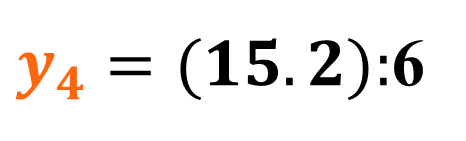 y₄ = (15. 2):6